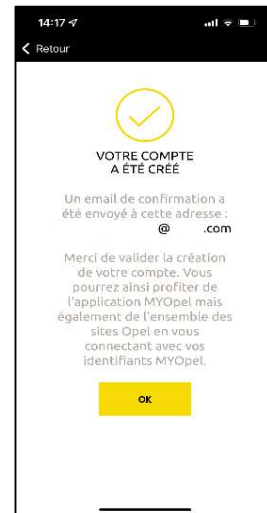 14:17
Retour
VOTRE COMPTE
A ÉTÉ CRÉÉ
Un email de confirmation a
été envoyé à cette adresse :
@ .com
Merci de valider la création
de votre compte. Vous
pourrez ainsi profiter de
l'application MYOpel mais
également de l'ensemble des
sites Opel en vous
connectant avec vos
identifiants MYOpel.
OK